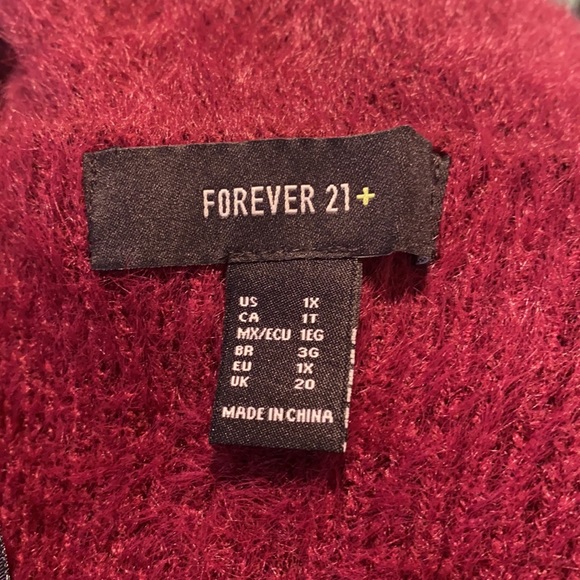 FOREVER 21+
US 1X
CA 1T
MX/ECU 1EG
BR 3G
EU 1X
UK 20
MADE IN CHINA